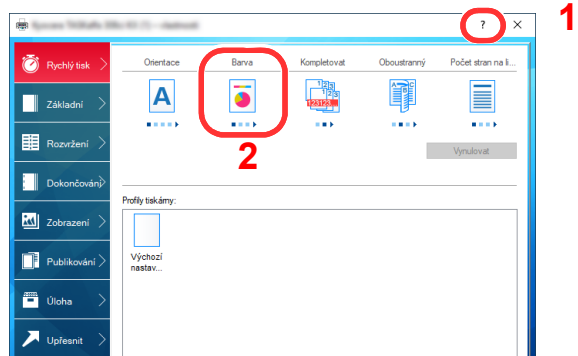 ? ×
1
Rychlý tisk
Základní
Rozvržení
Dokončování
Zobrazení
Publikování
Úloha
Upřesnit
Orientace Barva Kompletovat Oboustranný Počet stran na li...
A
123123...
2
Vynulovat
Profily tiskárny:
Výchozí
nastav...